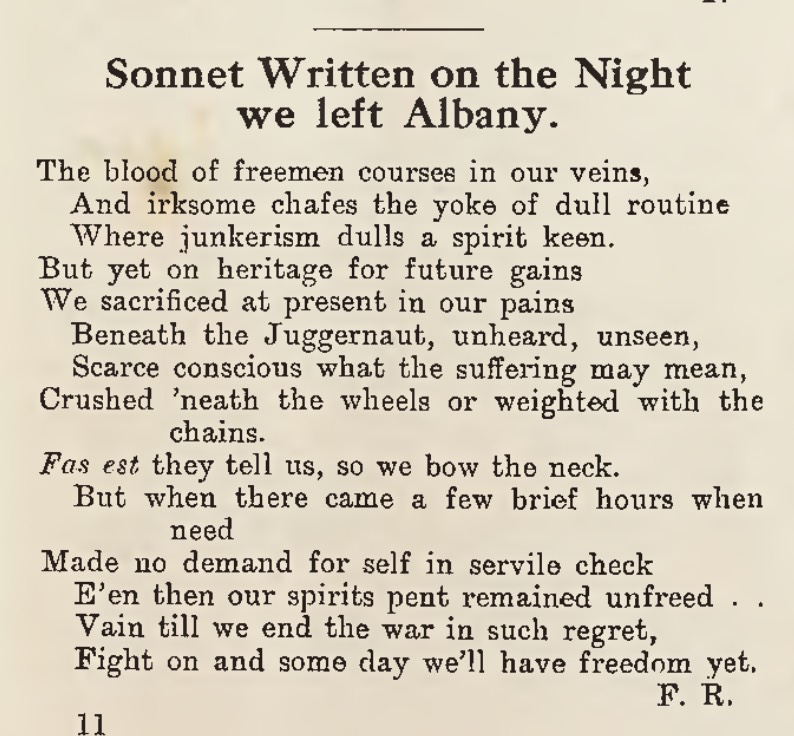 Sonnet Written on the Night
we left Albany.
The blood of freemen courses in our veins,
And irksome chafes the yoke of dull routine
Where junkerism dulls a spirit keen.
But yet on heritage for future gains
We sacrificed at present in our pains
Beneath the Juggernaut, unheard, unseen,
Scarce conscious what the suffering may mean,
Crushed 'neath the wheels or weighted with the
chains.
Fas est they tell us, so we bow the neck.
But when there came a few brief hours when
need
Made no demand for self in servile check
E'en then our spirits pent remained unfreed . .
Vain till we end the war in such regret,
Fight on and some day we'll have freedom yet.
F. R.
11